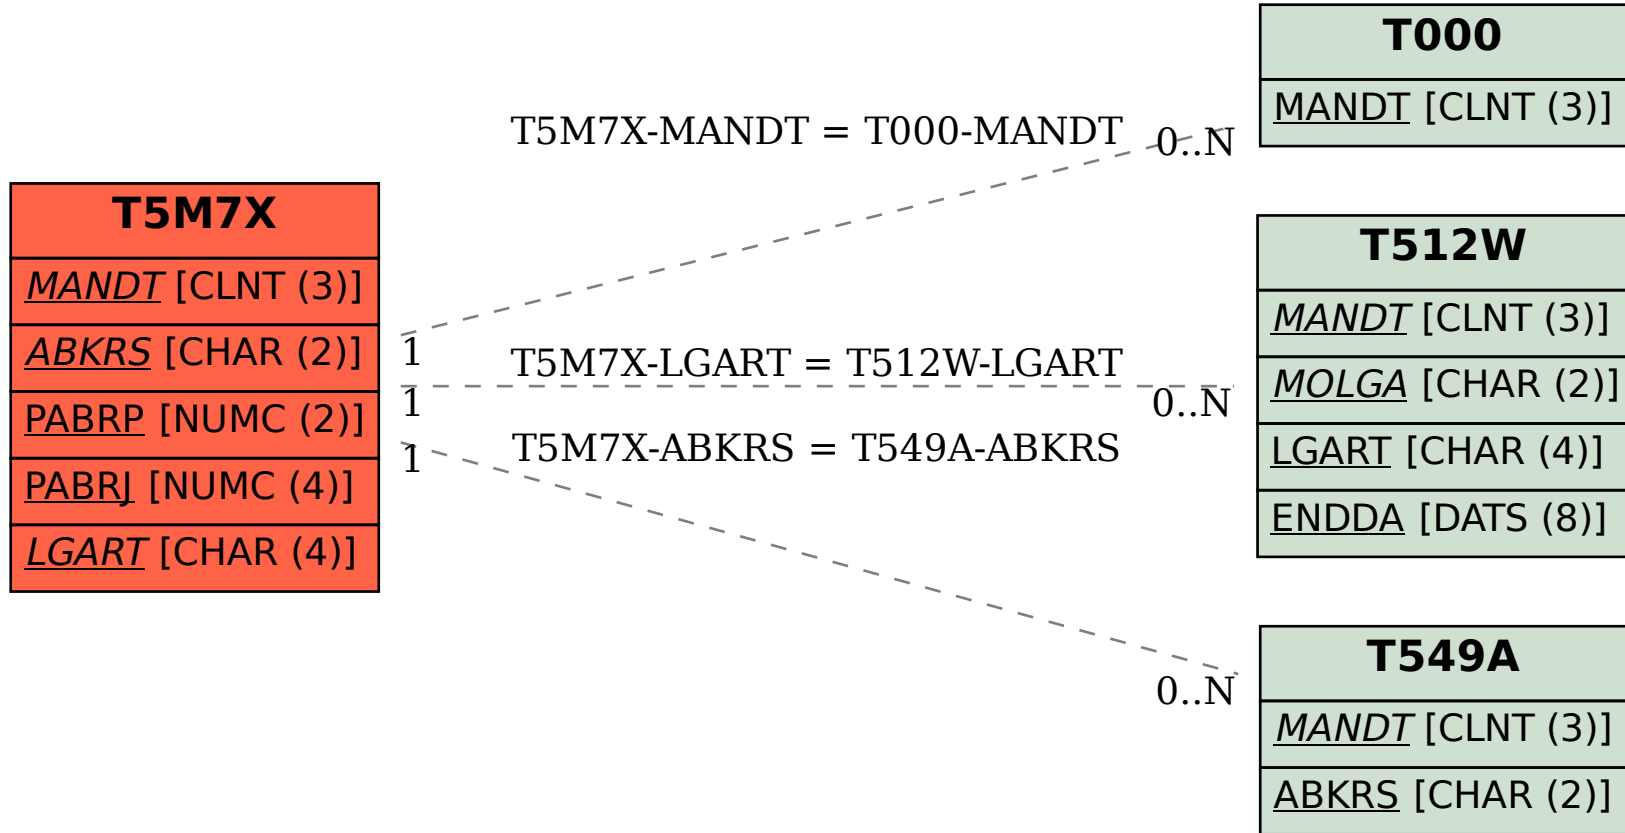 T5M7X
MANDT [CLNT (3)]
ABKRS [CHAR (2)]
PABRP [NUMC (2)]
PABRJ [NUMC (4)]
LGART [CHAR (4)]
T5M7X-MANDT = T000-MANDT
0..N
1
T5M7X-LGART = T512W-LGART
1
0..N
T5M7X-ABKRS = T549A-ABKRS
1
0..N
T000
MANDT [CLNT (3)]
T512W
MANDT [CLNT (3)]
MOLGA [CHAR (2)]
LGART [CHAR (4)]
ENDDA [DATS (8)]
T549A
MANDT [CLNT (3)]
ABKRS [CHAR (2)]